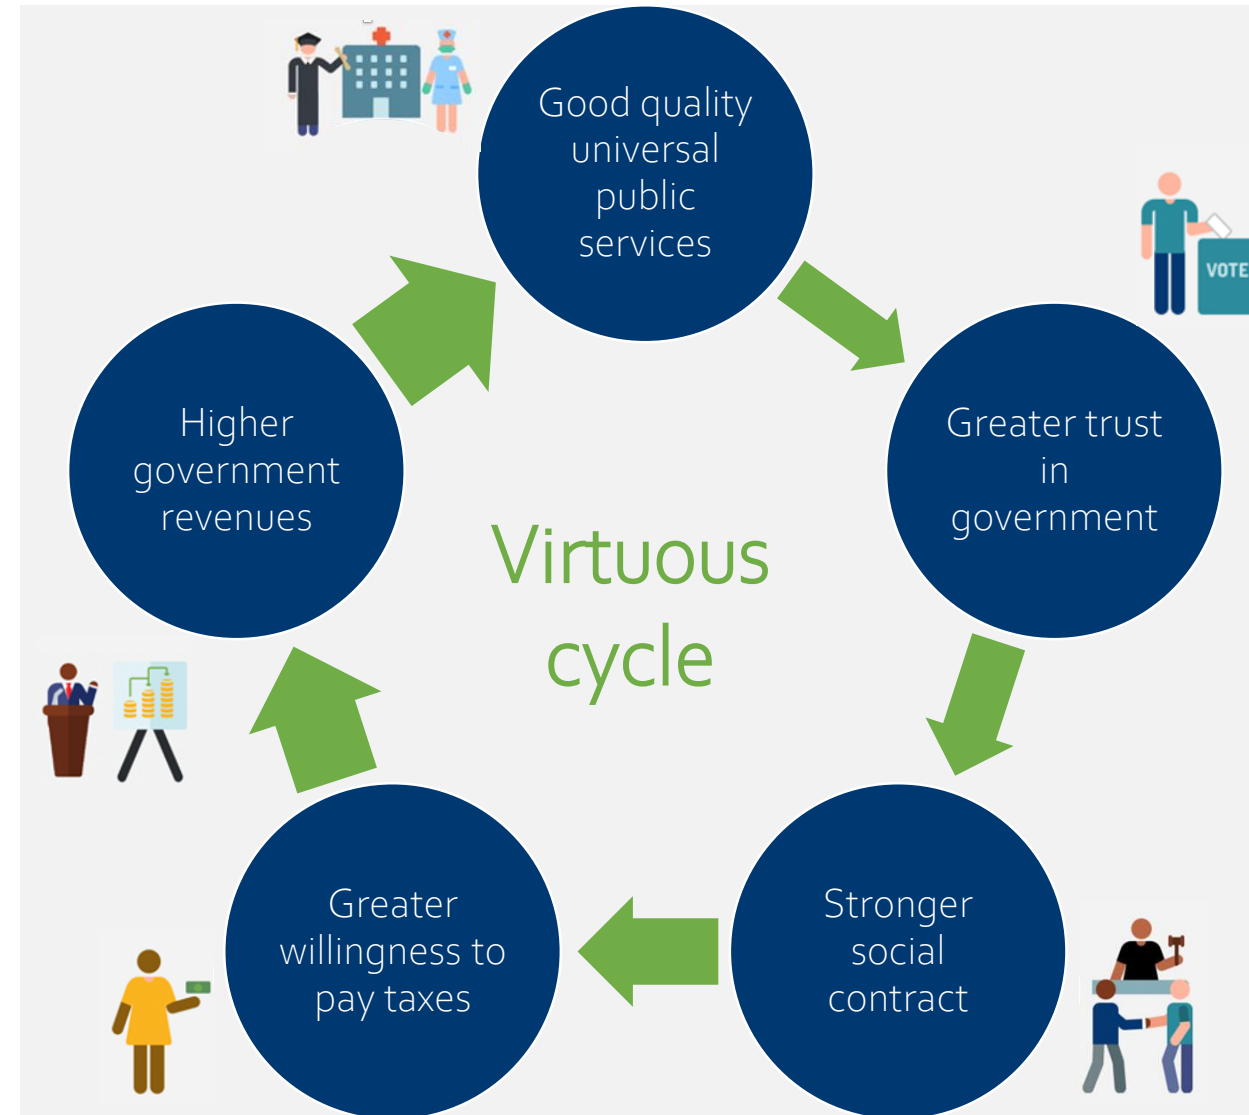 Good quality
universal
public
services
VOTE
Greater trust
in
government
Higher
government
revenues
Virtuous
cycle
Stronger
social
contract
Greater
willingness to
pay taxes